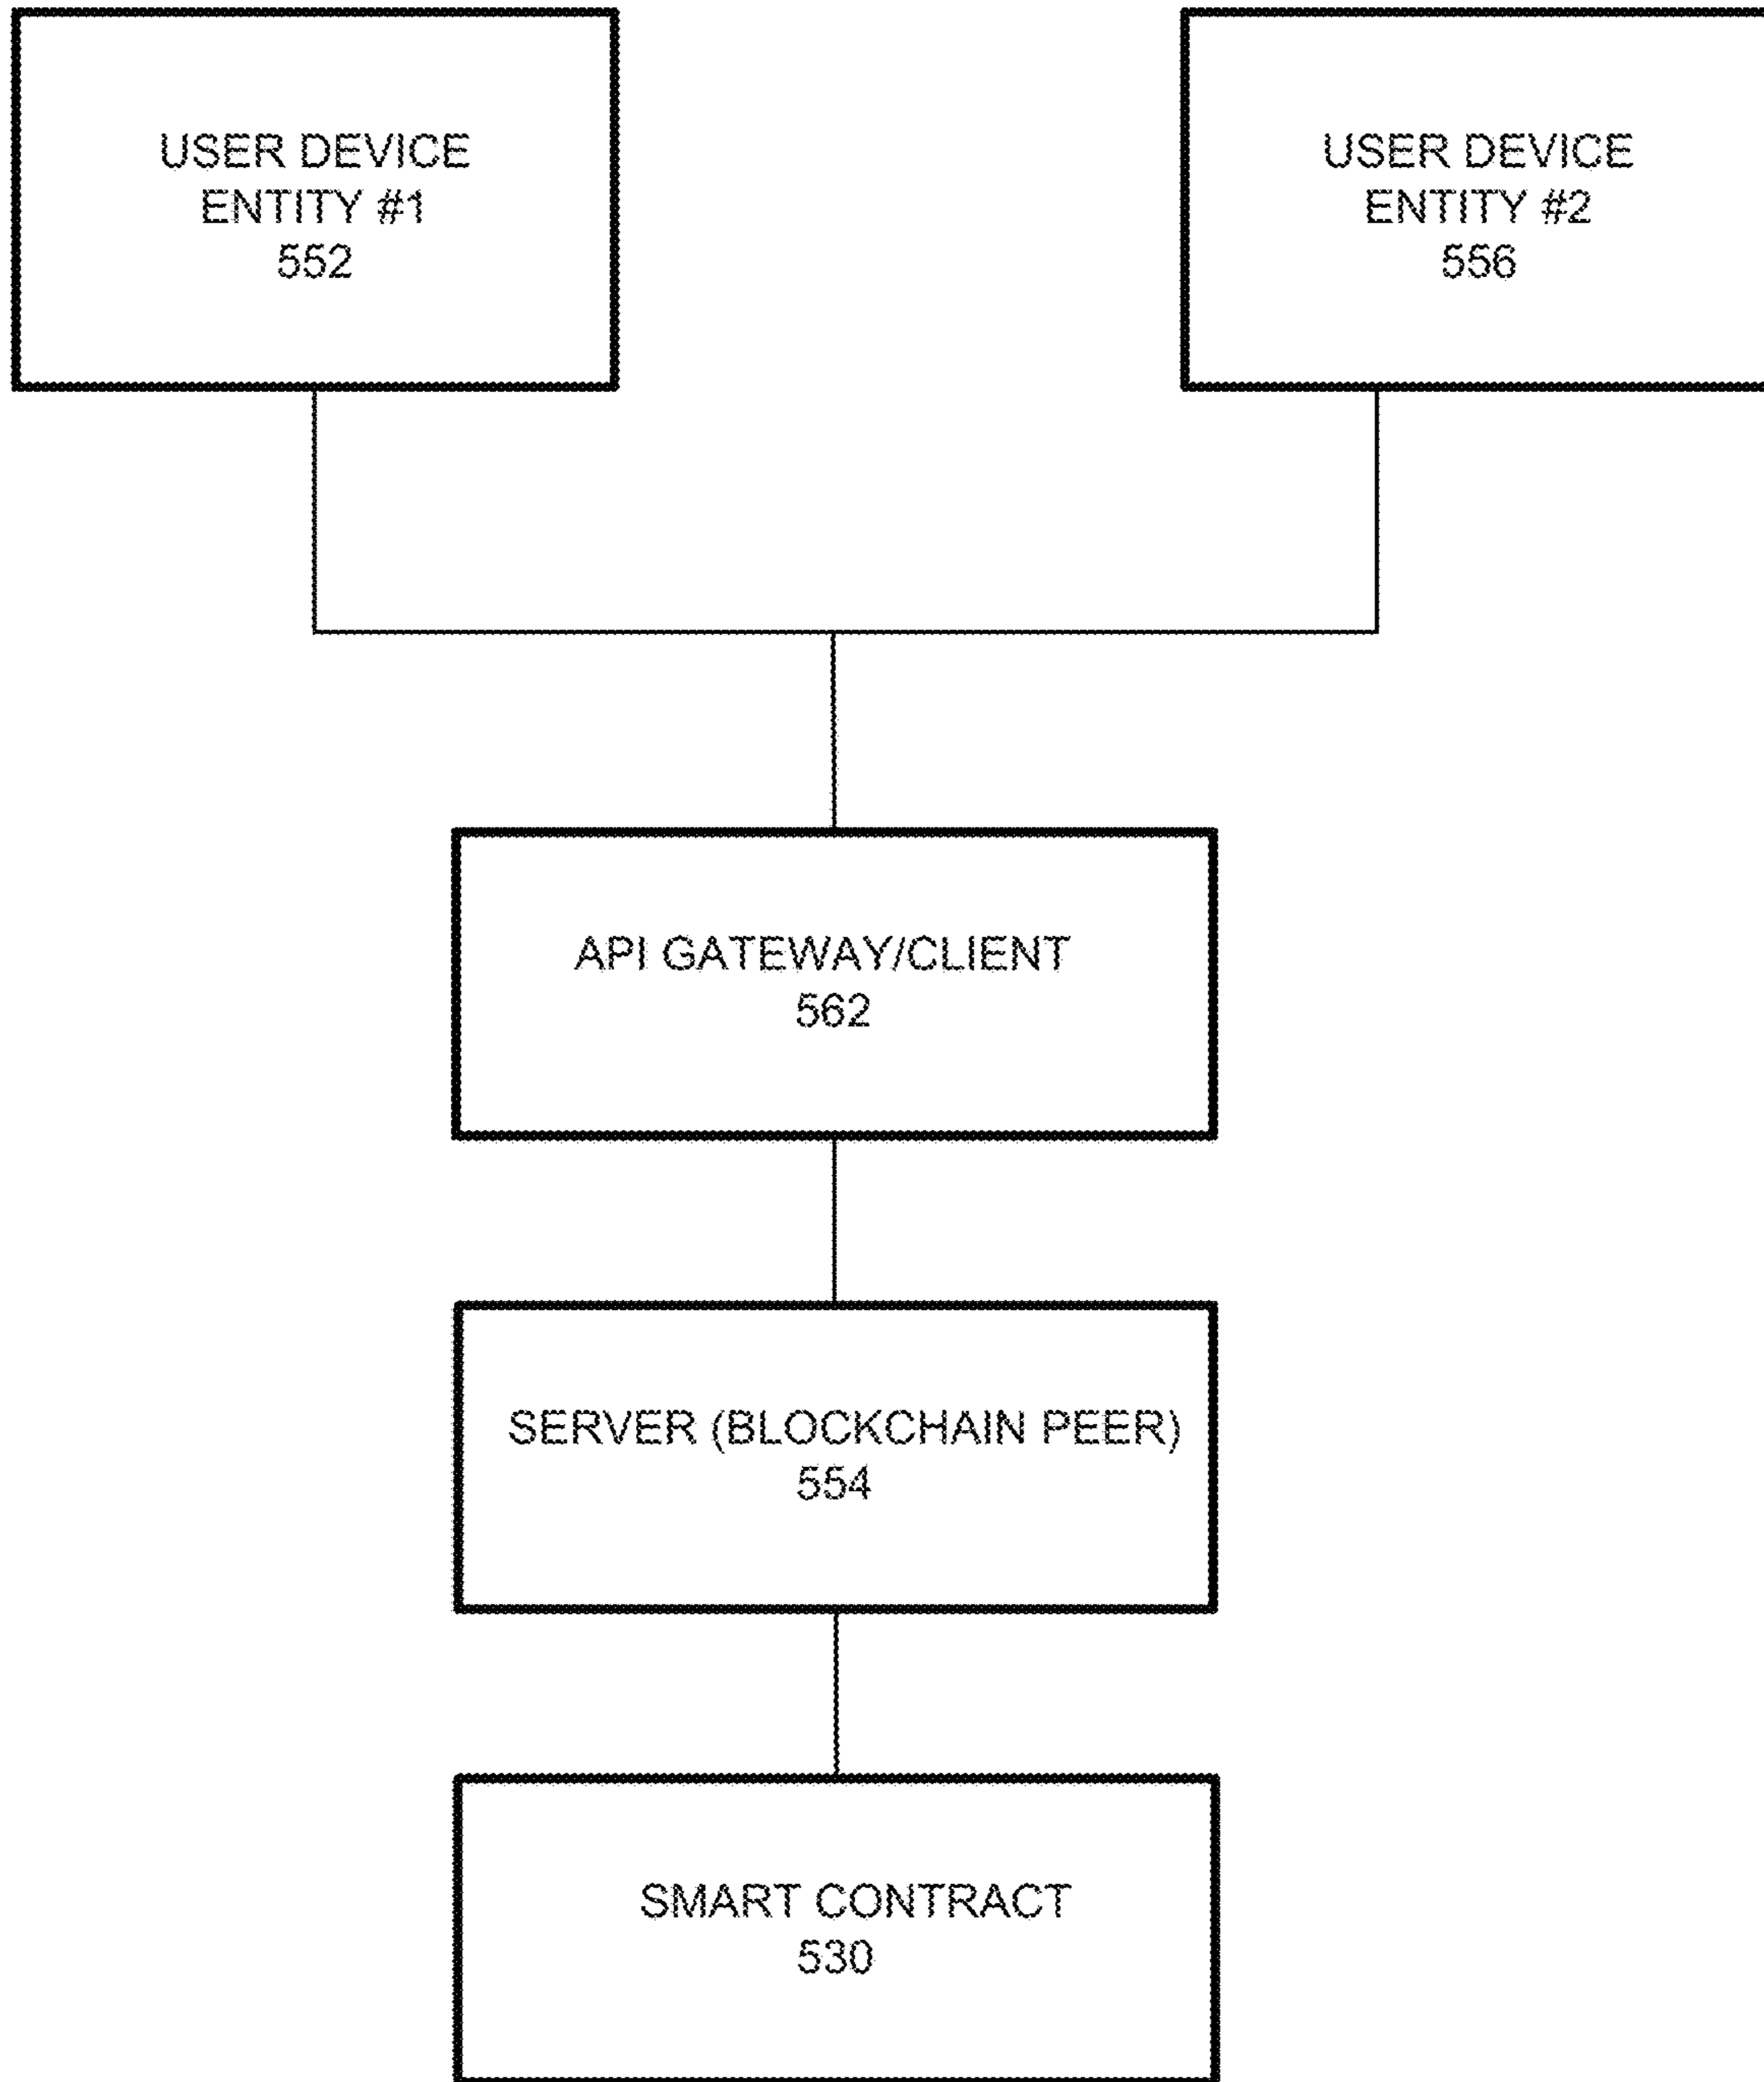 USER DEVICE
ENTITY #1
552
USER DEVICE
ENTITY #2
556
API GATEWAY/CLIENT
562
SERVER (BLOCKCHAIN PEER)
554
SMART CONTRACT
530